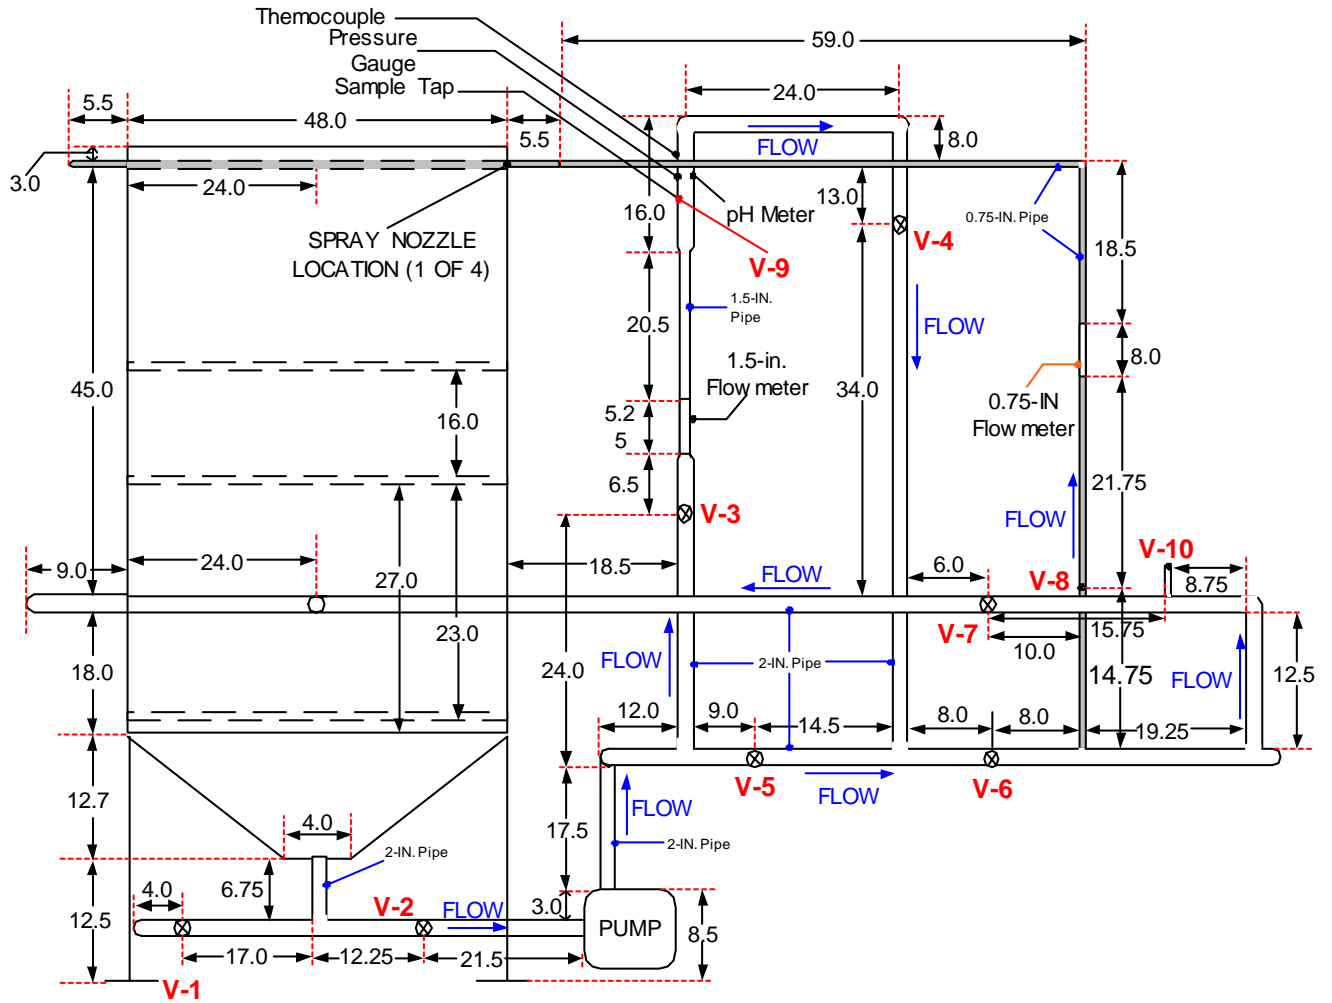 Themocouple
Pressure
Gauge
Sample Tap
59.0
24.0
5.5
48.0
5.5
FLOW
8.0
3.0
24.0
13.0
0.75-IN. Pipe
16.0
pH Meter
V-4
18.5
SPRAY NOZZLE
LOCATION (1 OF 4)
V-9
1.5-IN.
Pipe
20.5
FLOW
8.0
1.5-in.
Flow meter
45.0
34.0
0.75-IN
Flow meter
5.2
5
16.0
6.5
21.75
V-3
FLOW
V-10
24.0
9.0
18.5
27.0
FLOW
6.0
V-8
8.75
V-7
15.75
23.0
10.0
18.0
24.0
FLOW
2-IN. Pipe
14.75
FLOW
12.5
12.0
9.0
14.5
8.0
8.0
19.25
V-5
V-6
12.7
FLOW
FLOW
4.0
17.5
2-IN. Pipe
2-IN. Pipe
6.75
4.0
V-2
FLOW
3.0
12.5
PUMP
8.5
17.0
12.25
21.5
V-1